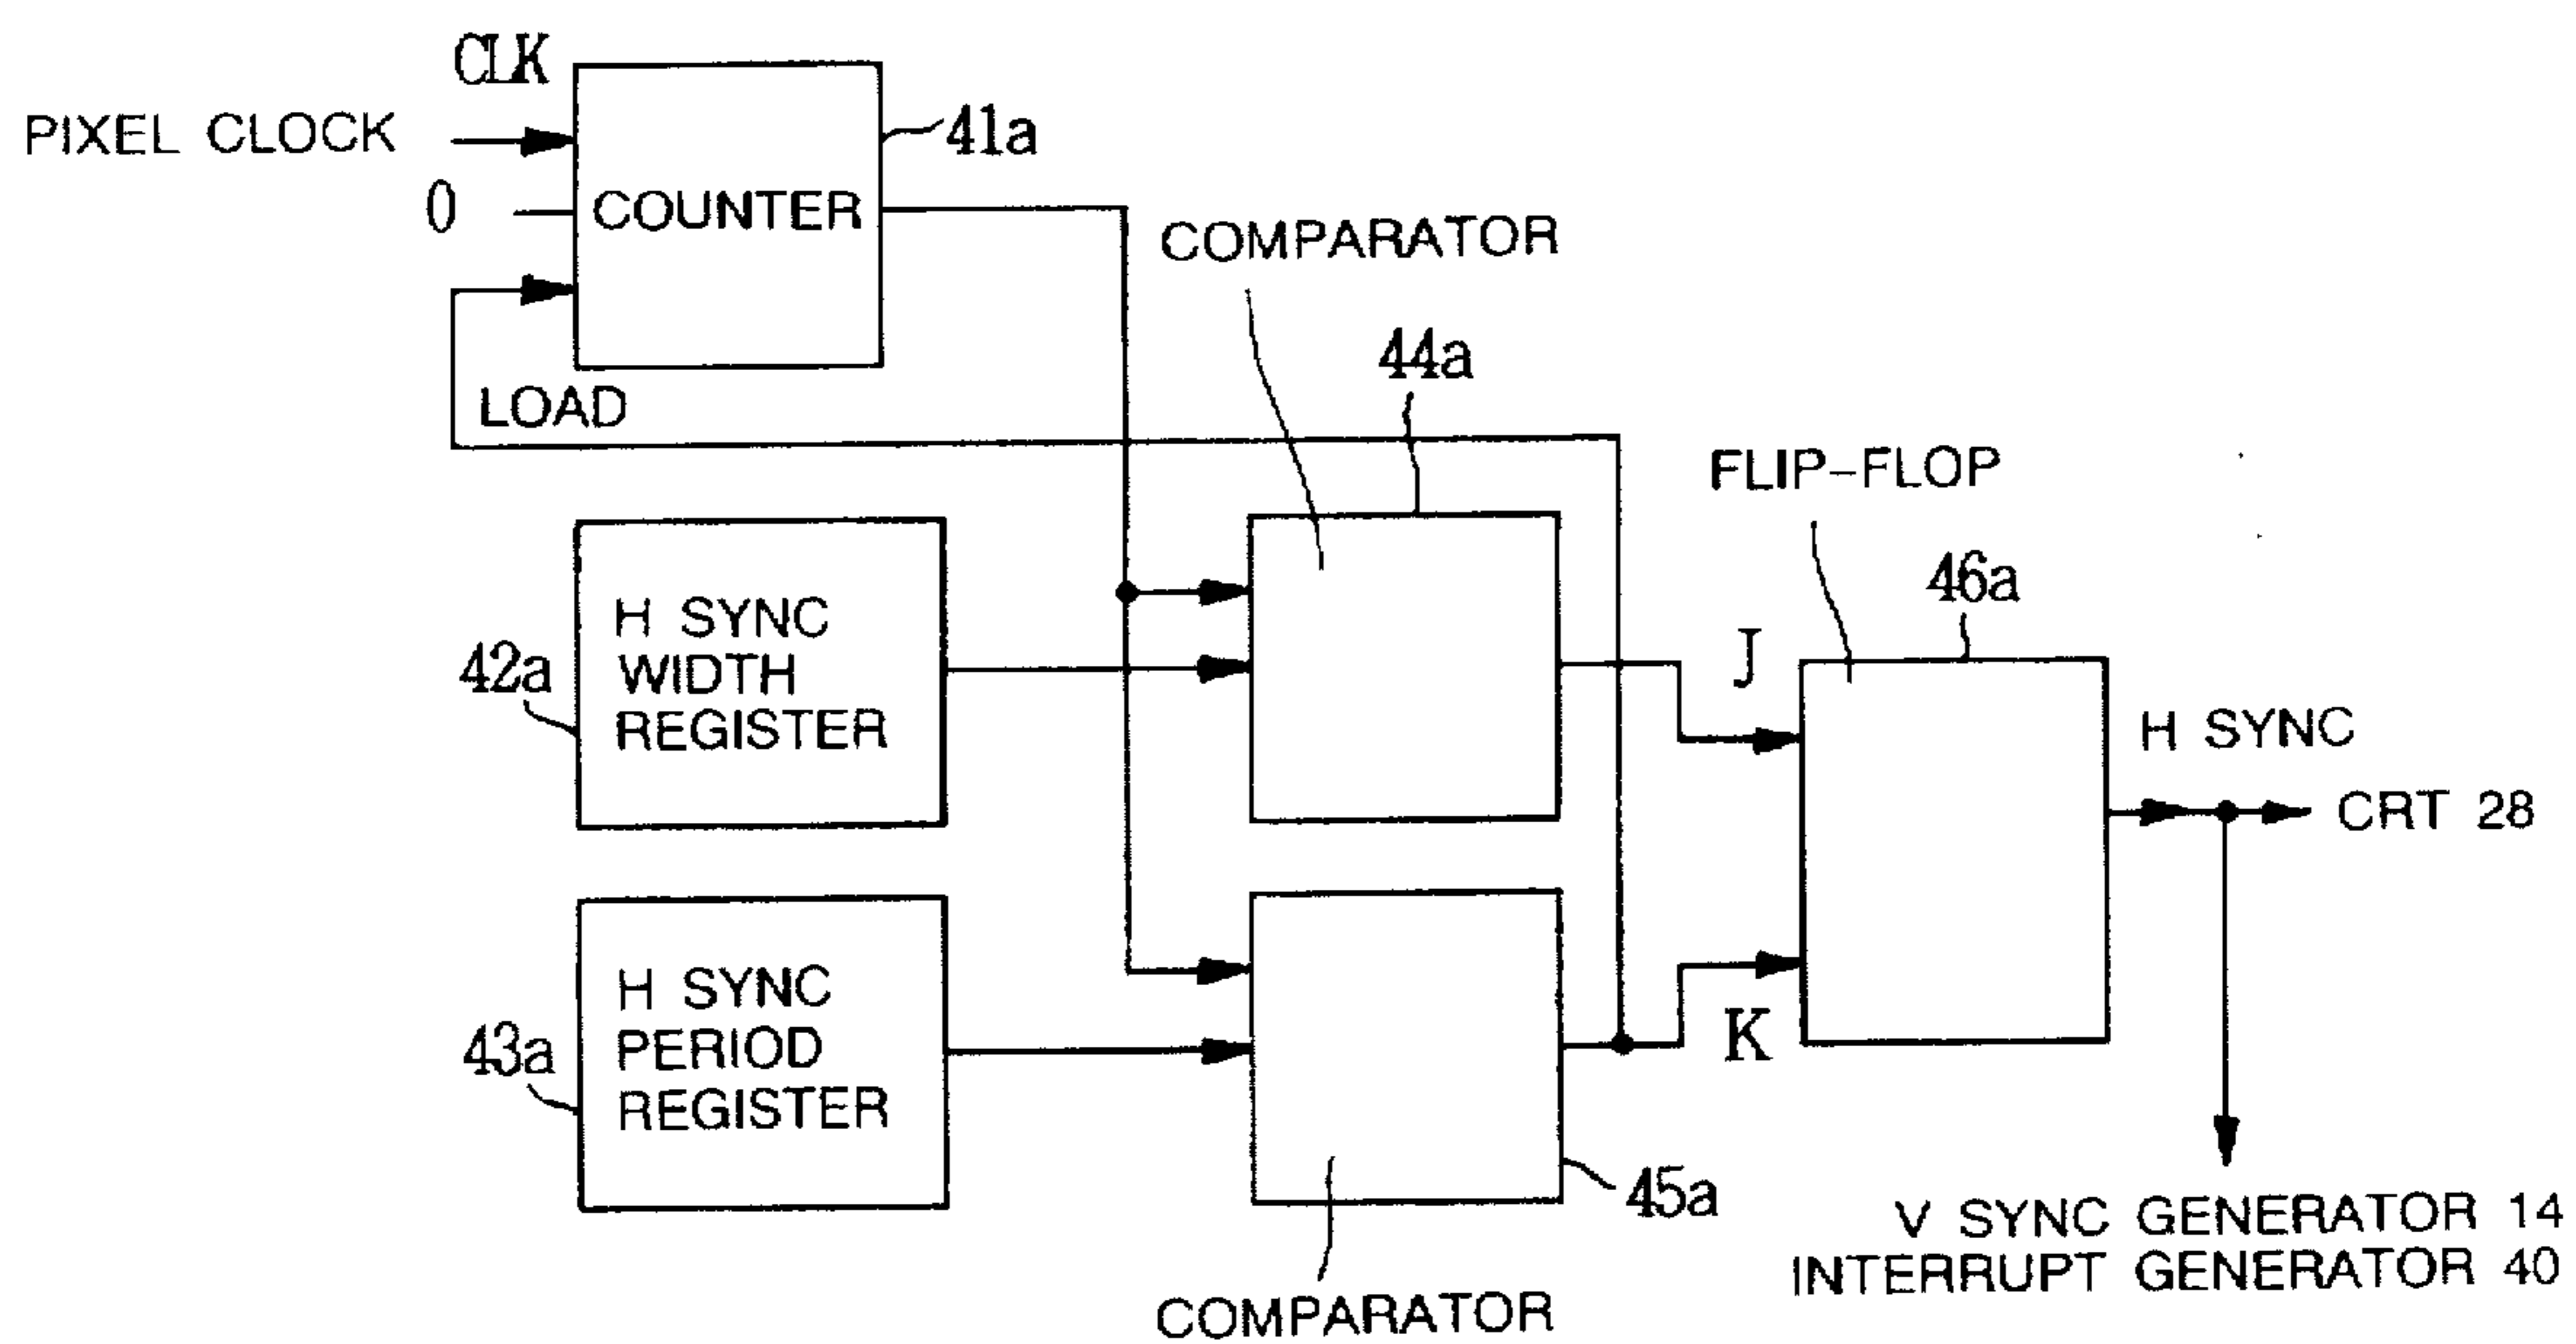 CLK
PIXEL CLOCK
41a
0
COUNTER
COMPARATOR
44a
LOAD
FLIP-FLOP
46a
H SYNC
WIDTH
REGISTER
42a
J
H SYNC
CRT 28
H SYNC
PERIOD
REGISTER
43a
K
45a
V SYNC GENERATOR 14
INTERRUPT GENERATOR 40
COMPARATOR